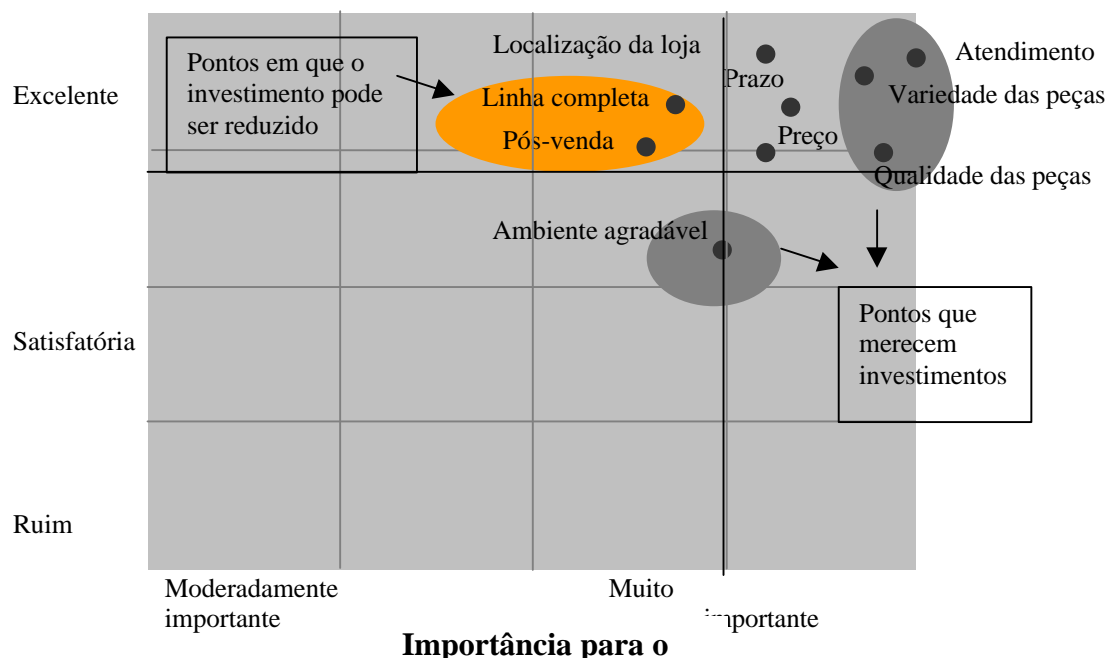 Localização da loja
Pontos em que o
investimento pode
ser reduzido
Excelente
Linha completa
Pós-venda
Prazo
Preço
Atendimento
Variedade das peças
Qualidade das peças
Ambiente agradável
Satisfatória
Pontos que
merecem
investimentos
Ruim
Moderadamente
importante
Muito
importante
Importância para o